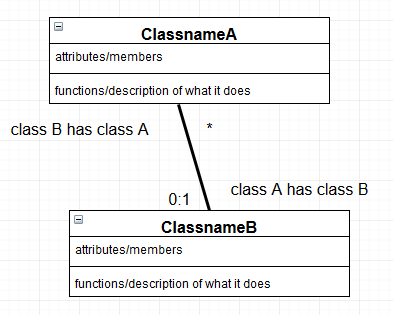 ClassnameA
attributes/members
functions/description of what it does
class B has class A
*
class A has class B
0:1
ClassnameB
attributes/members
functions/description of what it does